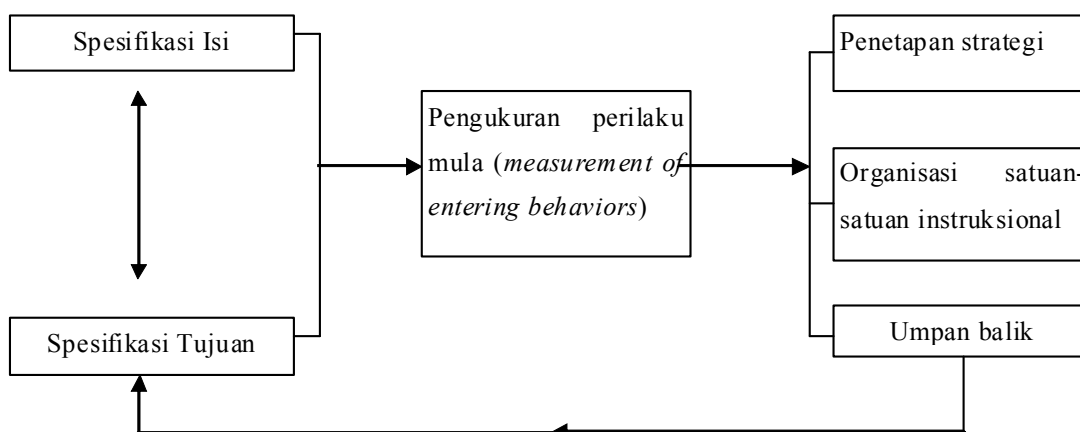 Spesifikasi Isi
Spesifikasi Tujuan
Pengukuran perilaku
mula (measurement of
entering behaviors)
Penetapan strategi
Organisasi satuan-
satuan instruksional
Umpan balik